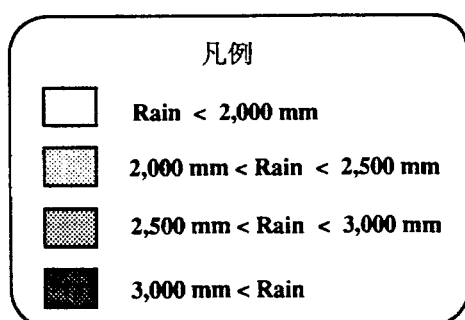 凡例
Rain < 2,000 mm
2,000 mm < Rain < 2,500 mm
2,500 mm < Rain < 3,000 mm
3,000 mm < Rain